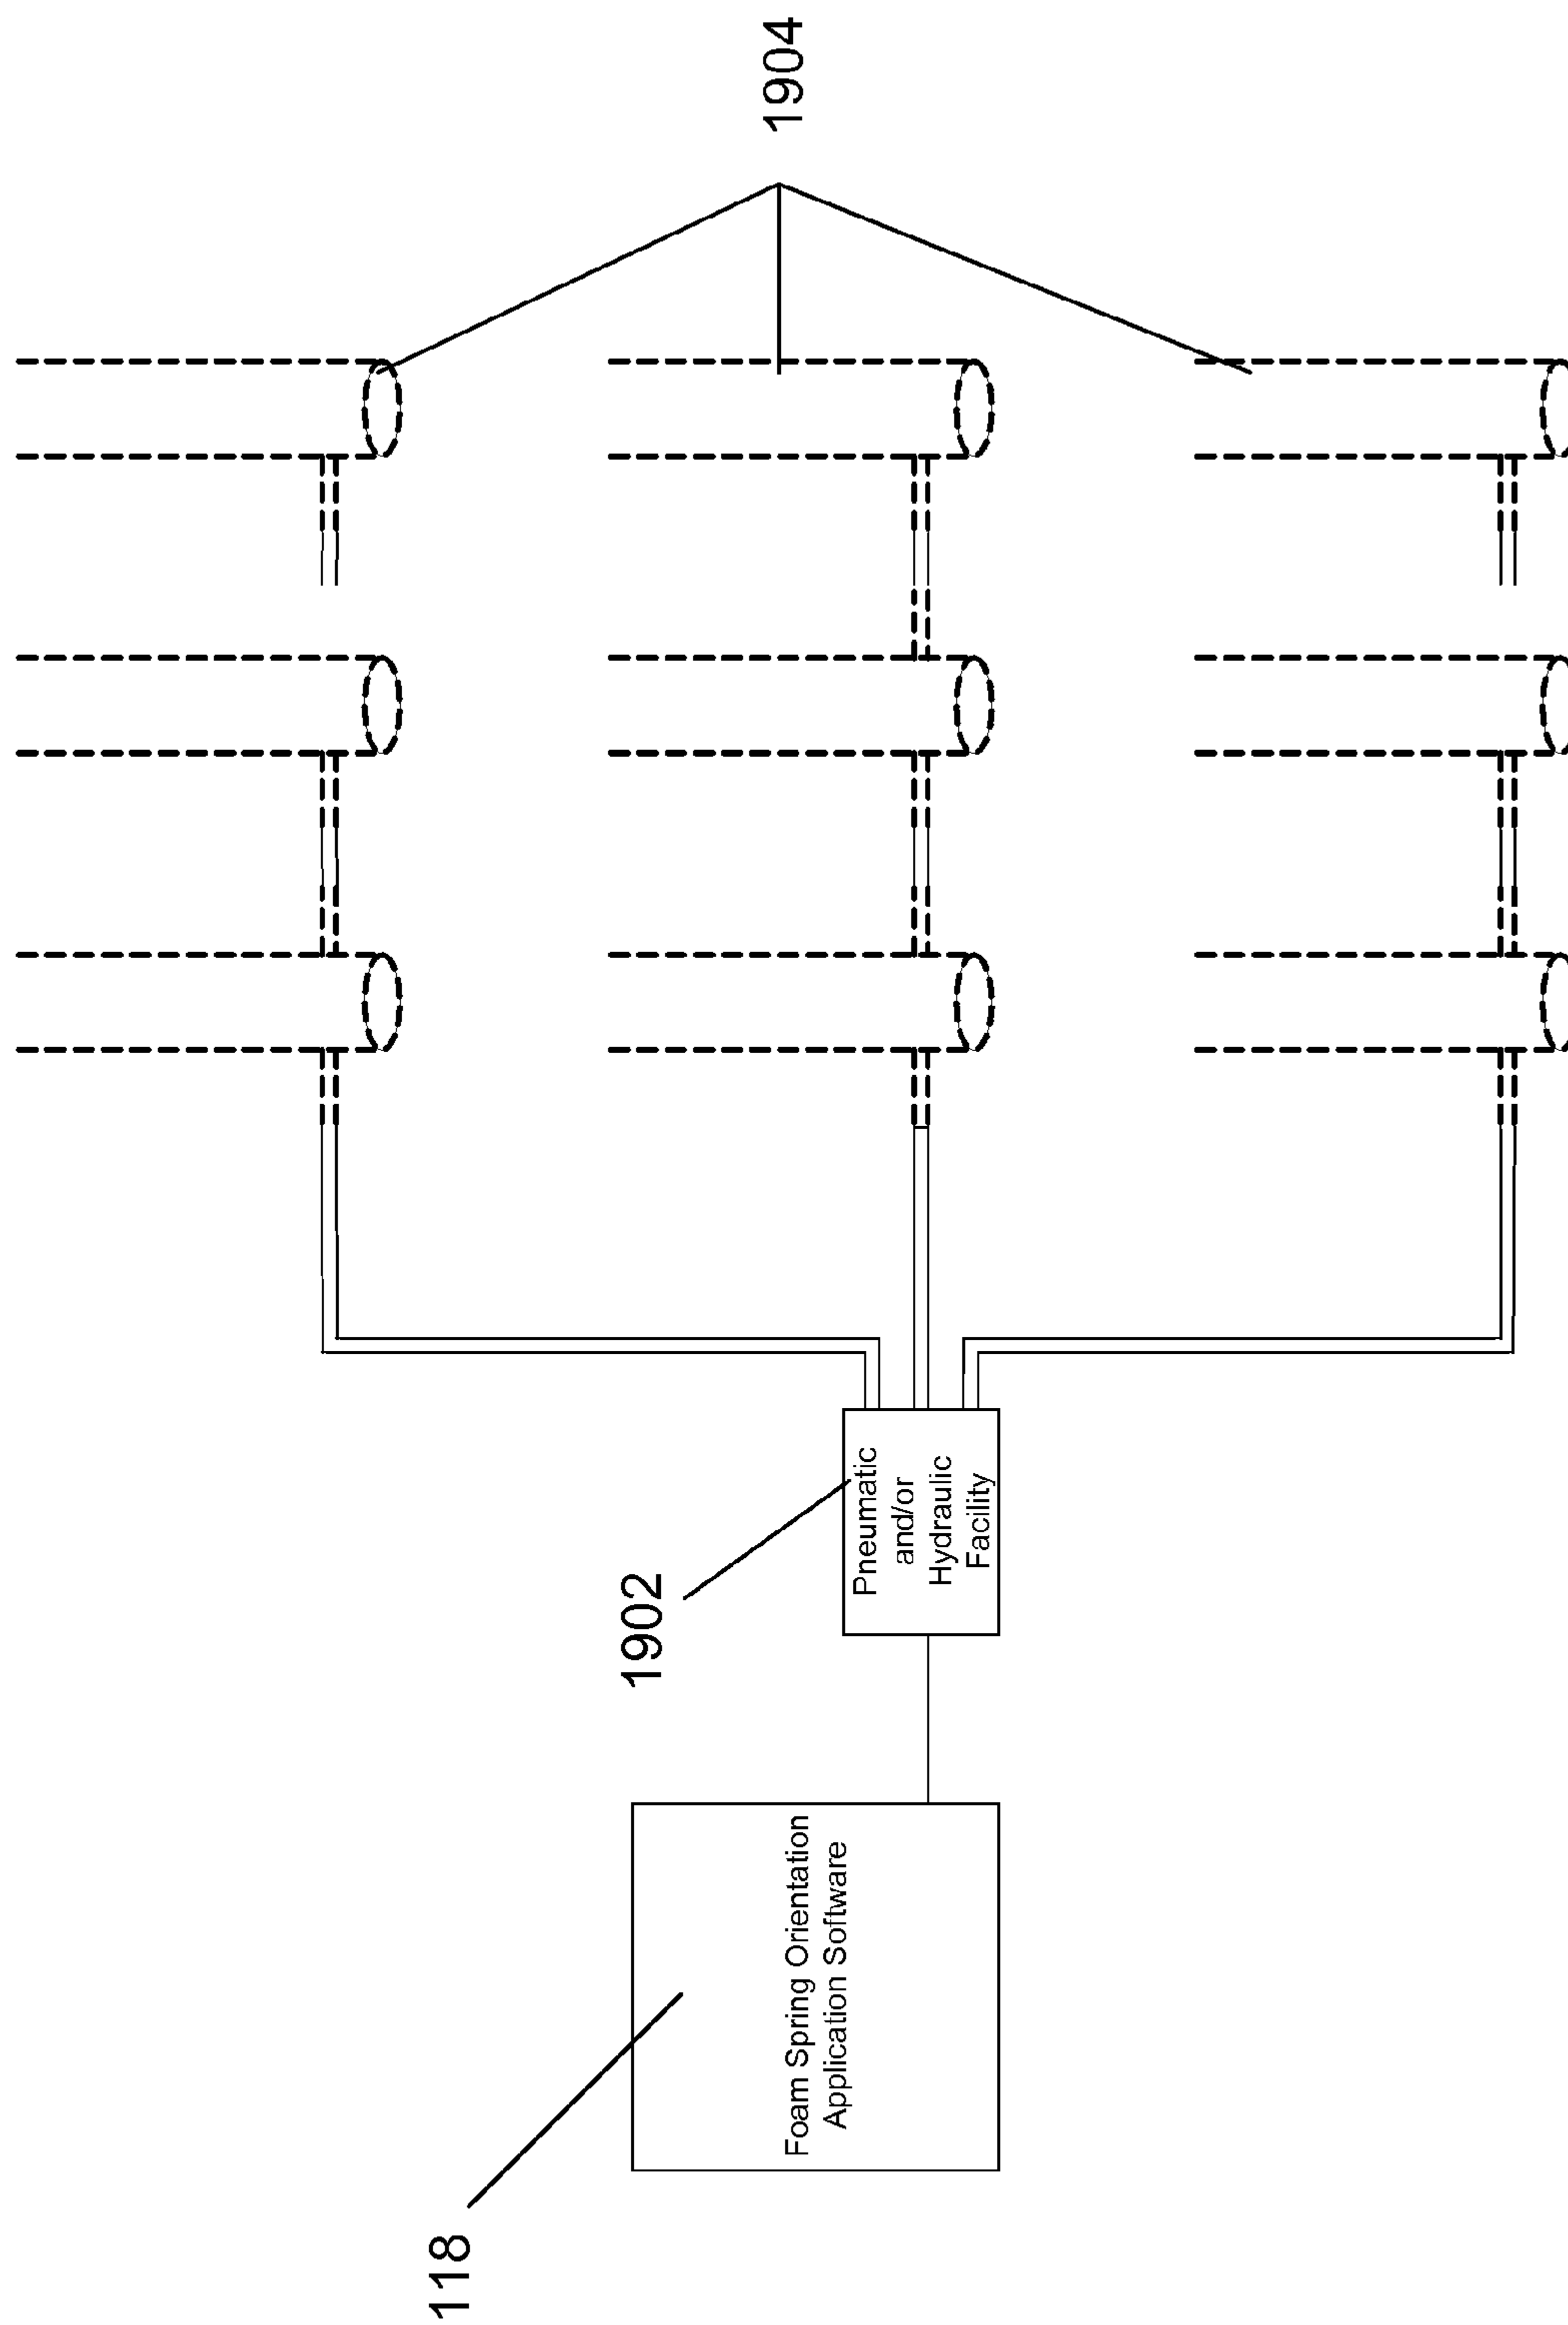 118
Foam Spring Orientation
Application Software
1902
Pneumatic
and/or
Hydraulic
Facility
1904